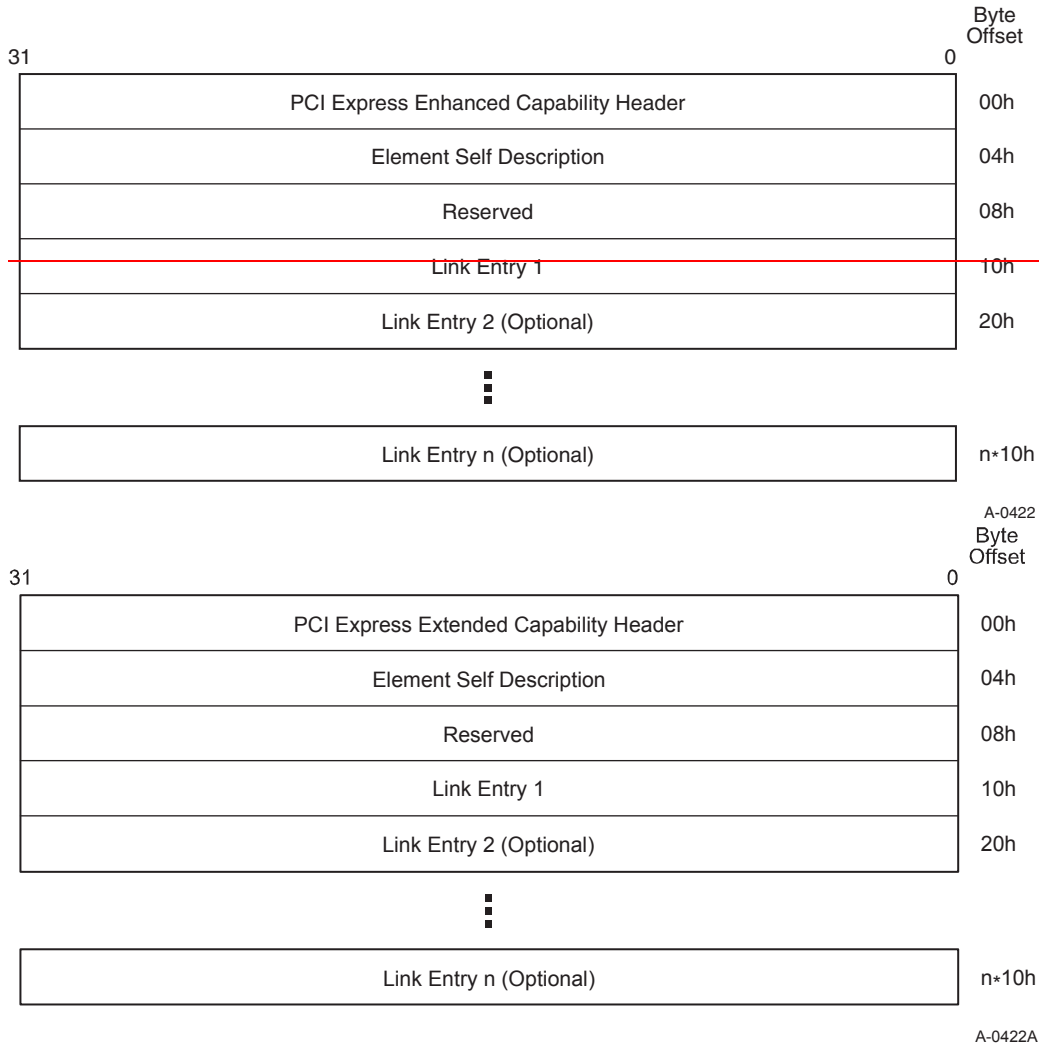 Byte
Offset
31 0
PCI Express Enhanced Capability Header 00h
Element Self Description 04h
Reserved 08h
Link Entry 1 10h
Link Entry 2 (Optional) 20h
Link Entry n (Optional) n*10h
A-0422
Byte
Offset
31 0
PCI Express Extended Capability Header 00h
Element Self Description 04h
Reserved 08h
Link Entry 1 10h
Link Entry 2 (Optional) 20h
Link Entry n (Optional) n*10h
A-0422A